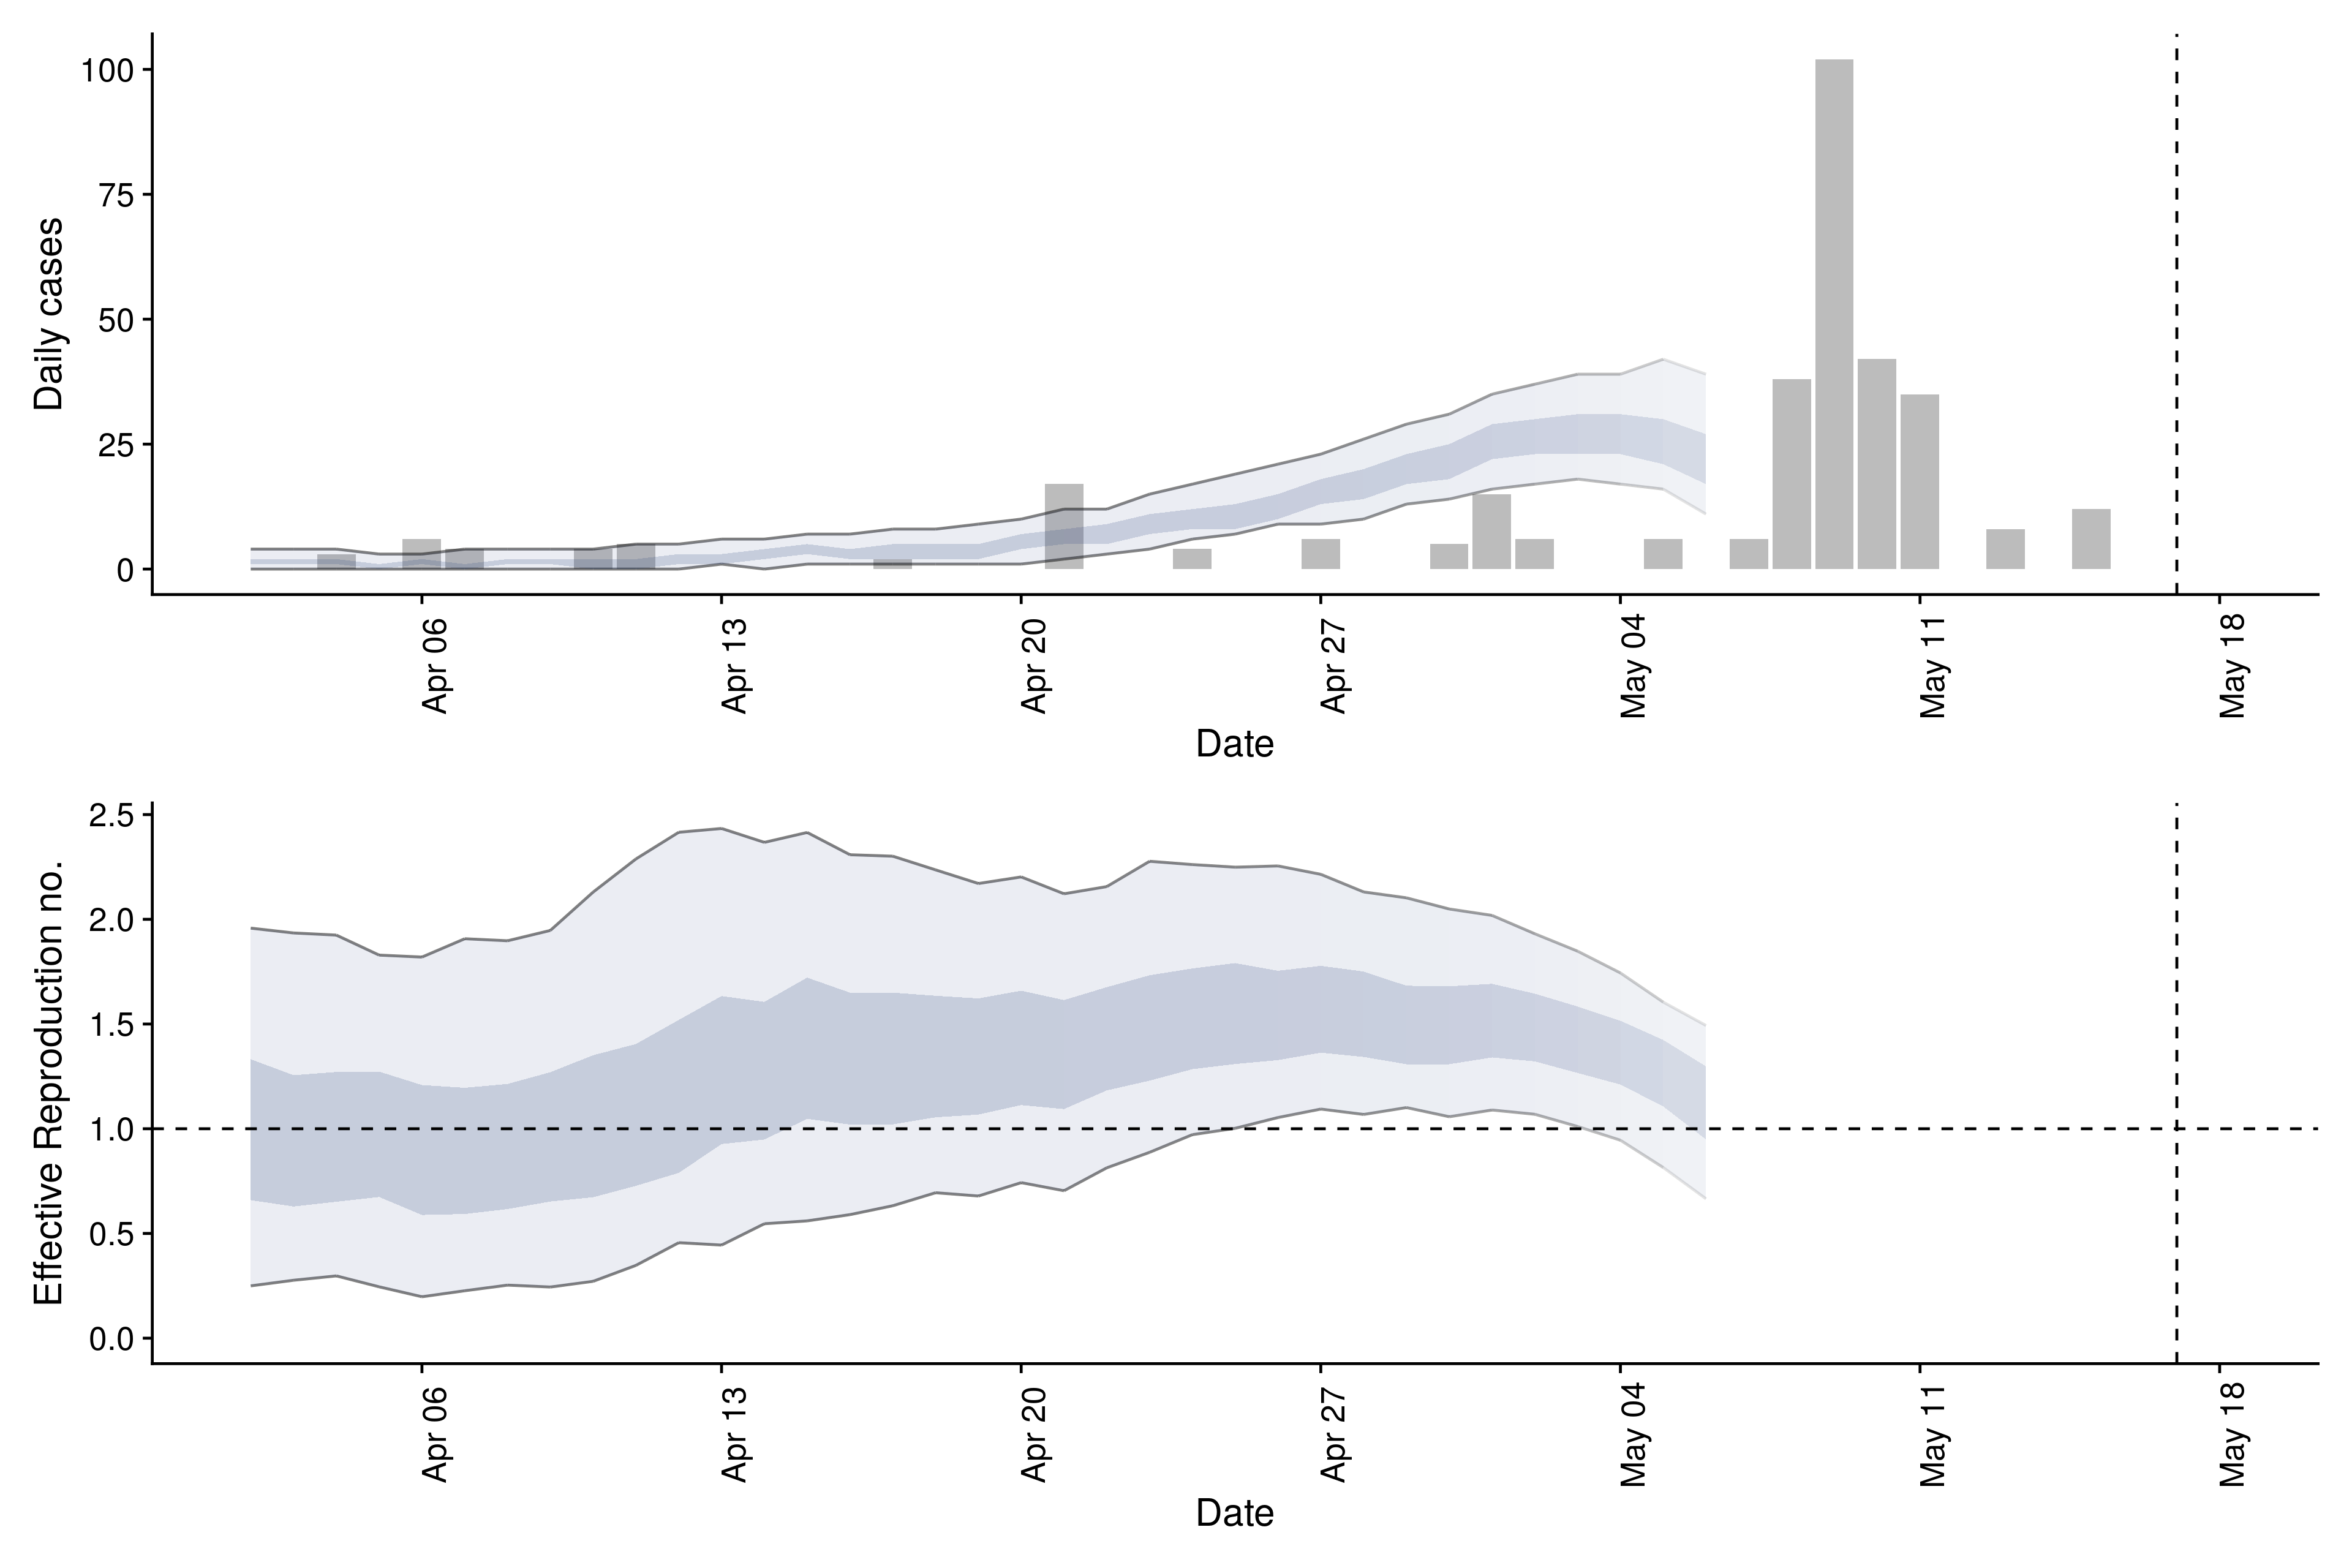 Daily cases
100
75
50
25
0
Apr 06
Apr 13
Apr 20
Apr 27
May 04
May 11
May 18
Date
Effective Reproduction no.
2.5
2.0
1.5
1.0
0.5
0.0
Apr 06
Apr 13
Apr 20
Apr 27
May 04
May 11
May 18
Date